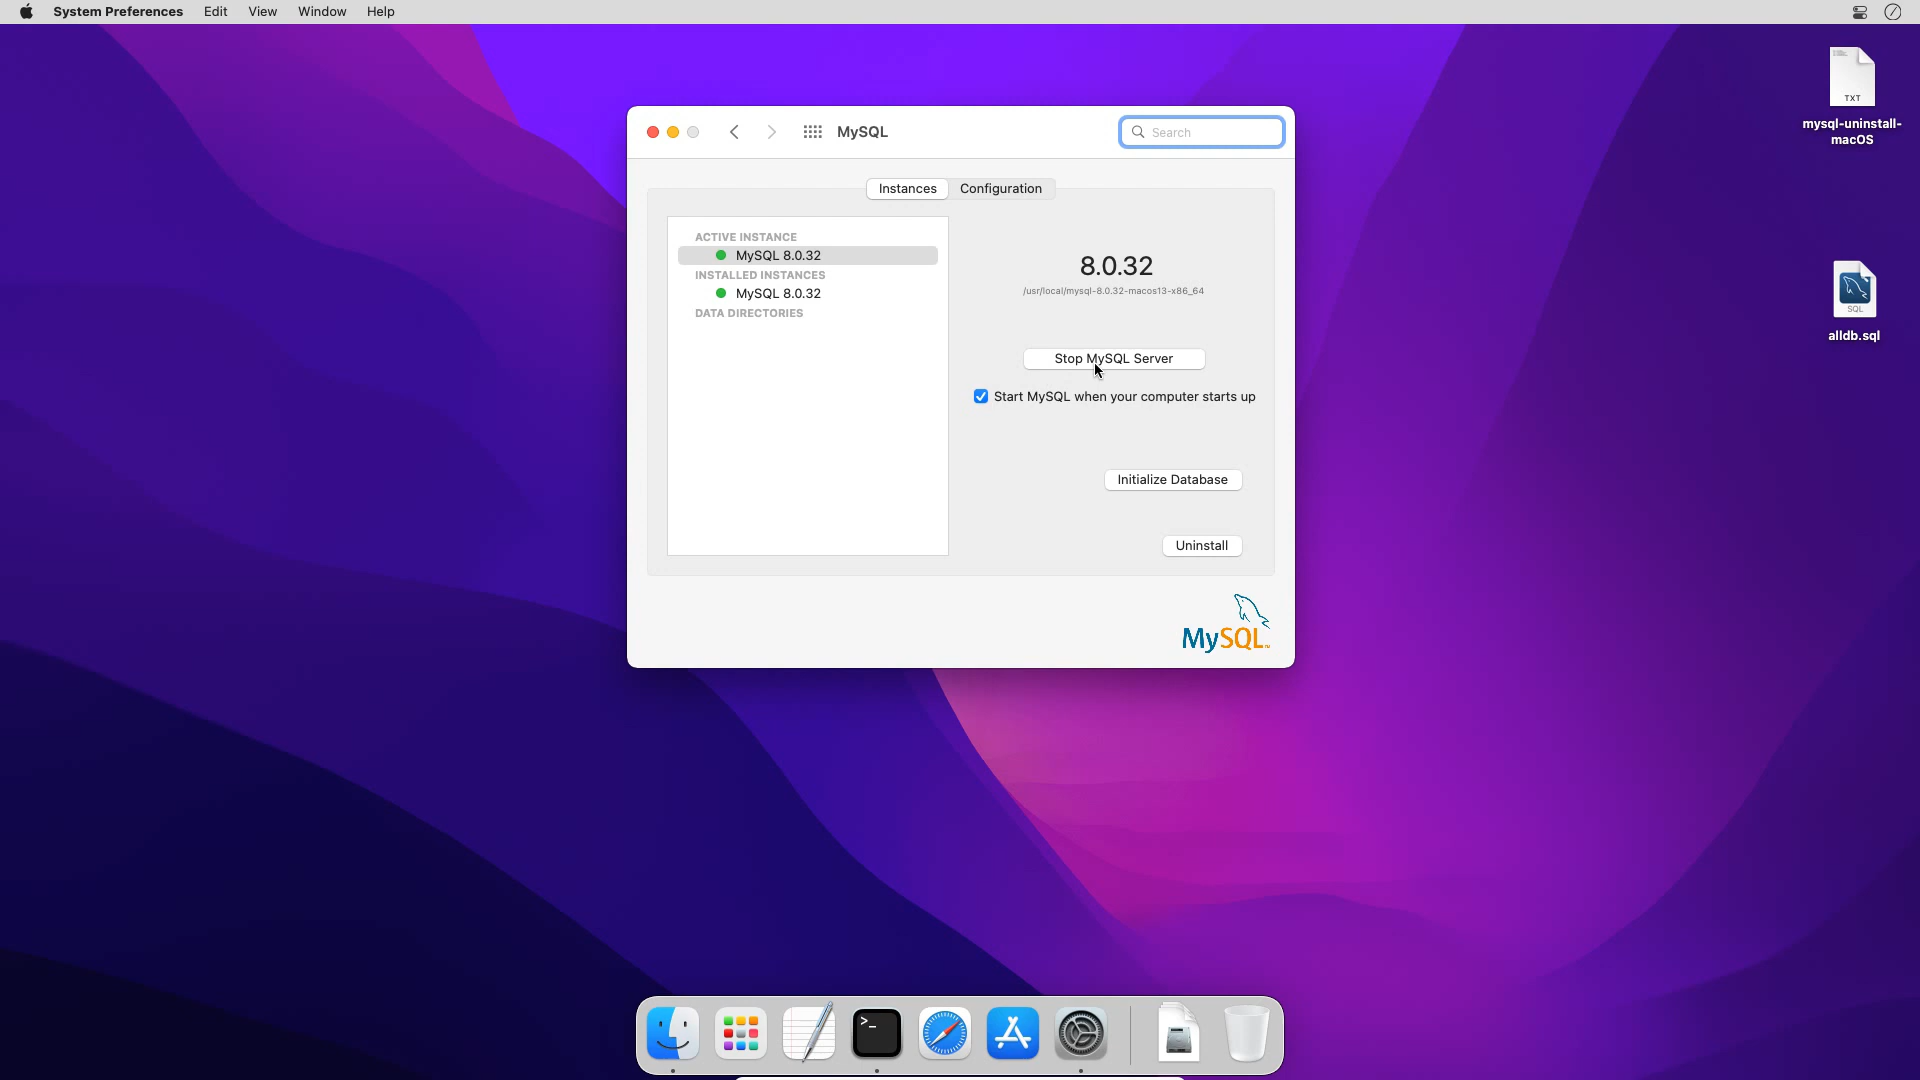 System Preferences Edit View Window Help
TXT
mysql-uninstall-
macOS
SQL
alldb.sql
MySQL
Search
Instances Configuration
ACTIVE INSTANCE
MySQL 8.0.32
INSTALLED INSTANCES
MySQL 8.0.32
DATA DIRECTORIES
8.0.32
/usr/local/mysql-8.0.32-macos13-x86_64
Stop MySQL Server
Start MySQL when your computer starts up
Initialize Database
Uninstall
MySQL